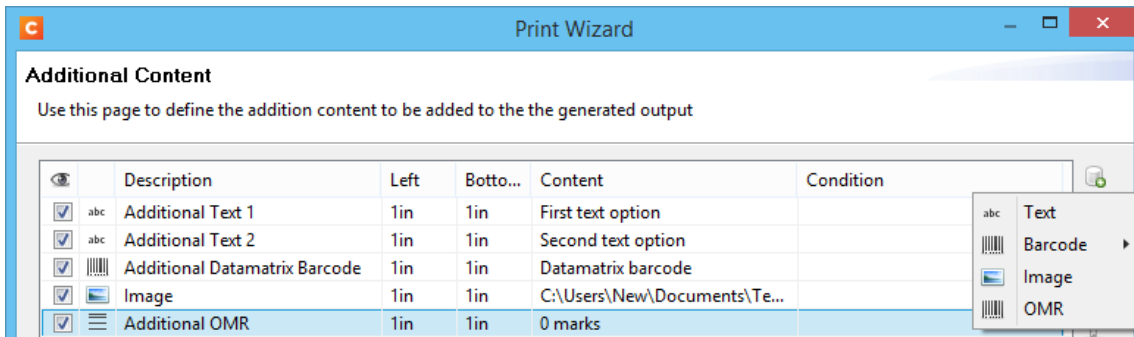 C Print Wizard
Additional Content
Use this page to define the addition content to be added to the the generated output
Description Left Botto... Content Condition
abc Additional Text 1 1in 1in First text option
abc Additional Text 2 1in 1in Second text option
Additional Datamatrix Barcode 1in 1in Datamatrix barcode
Image 1in 1in C:\Users\New\Documents\Te...
Additional OMR 1in 1in 0 marks
abc Text
Barcode
Image
OMR